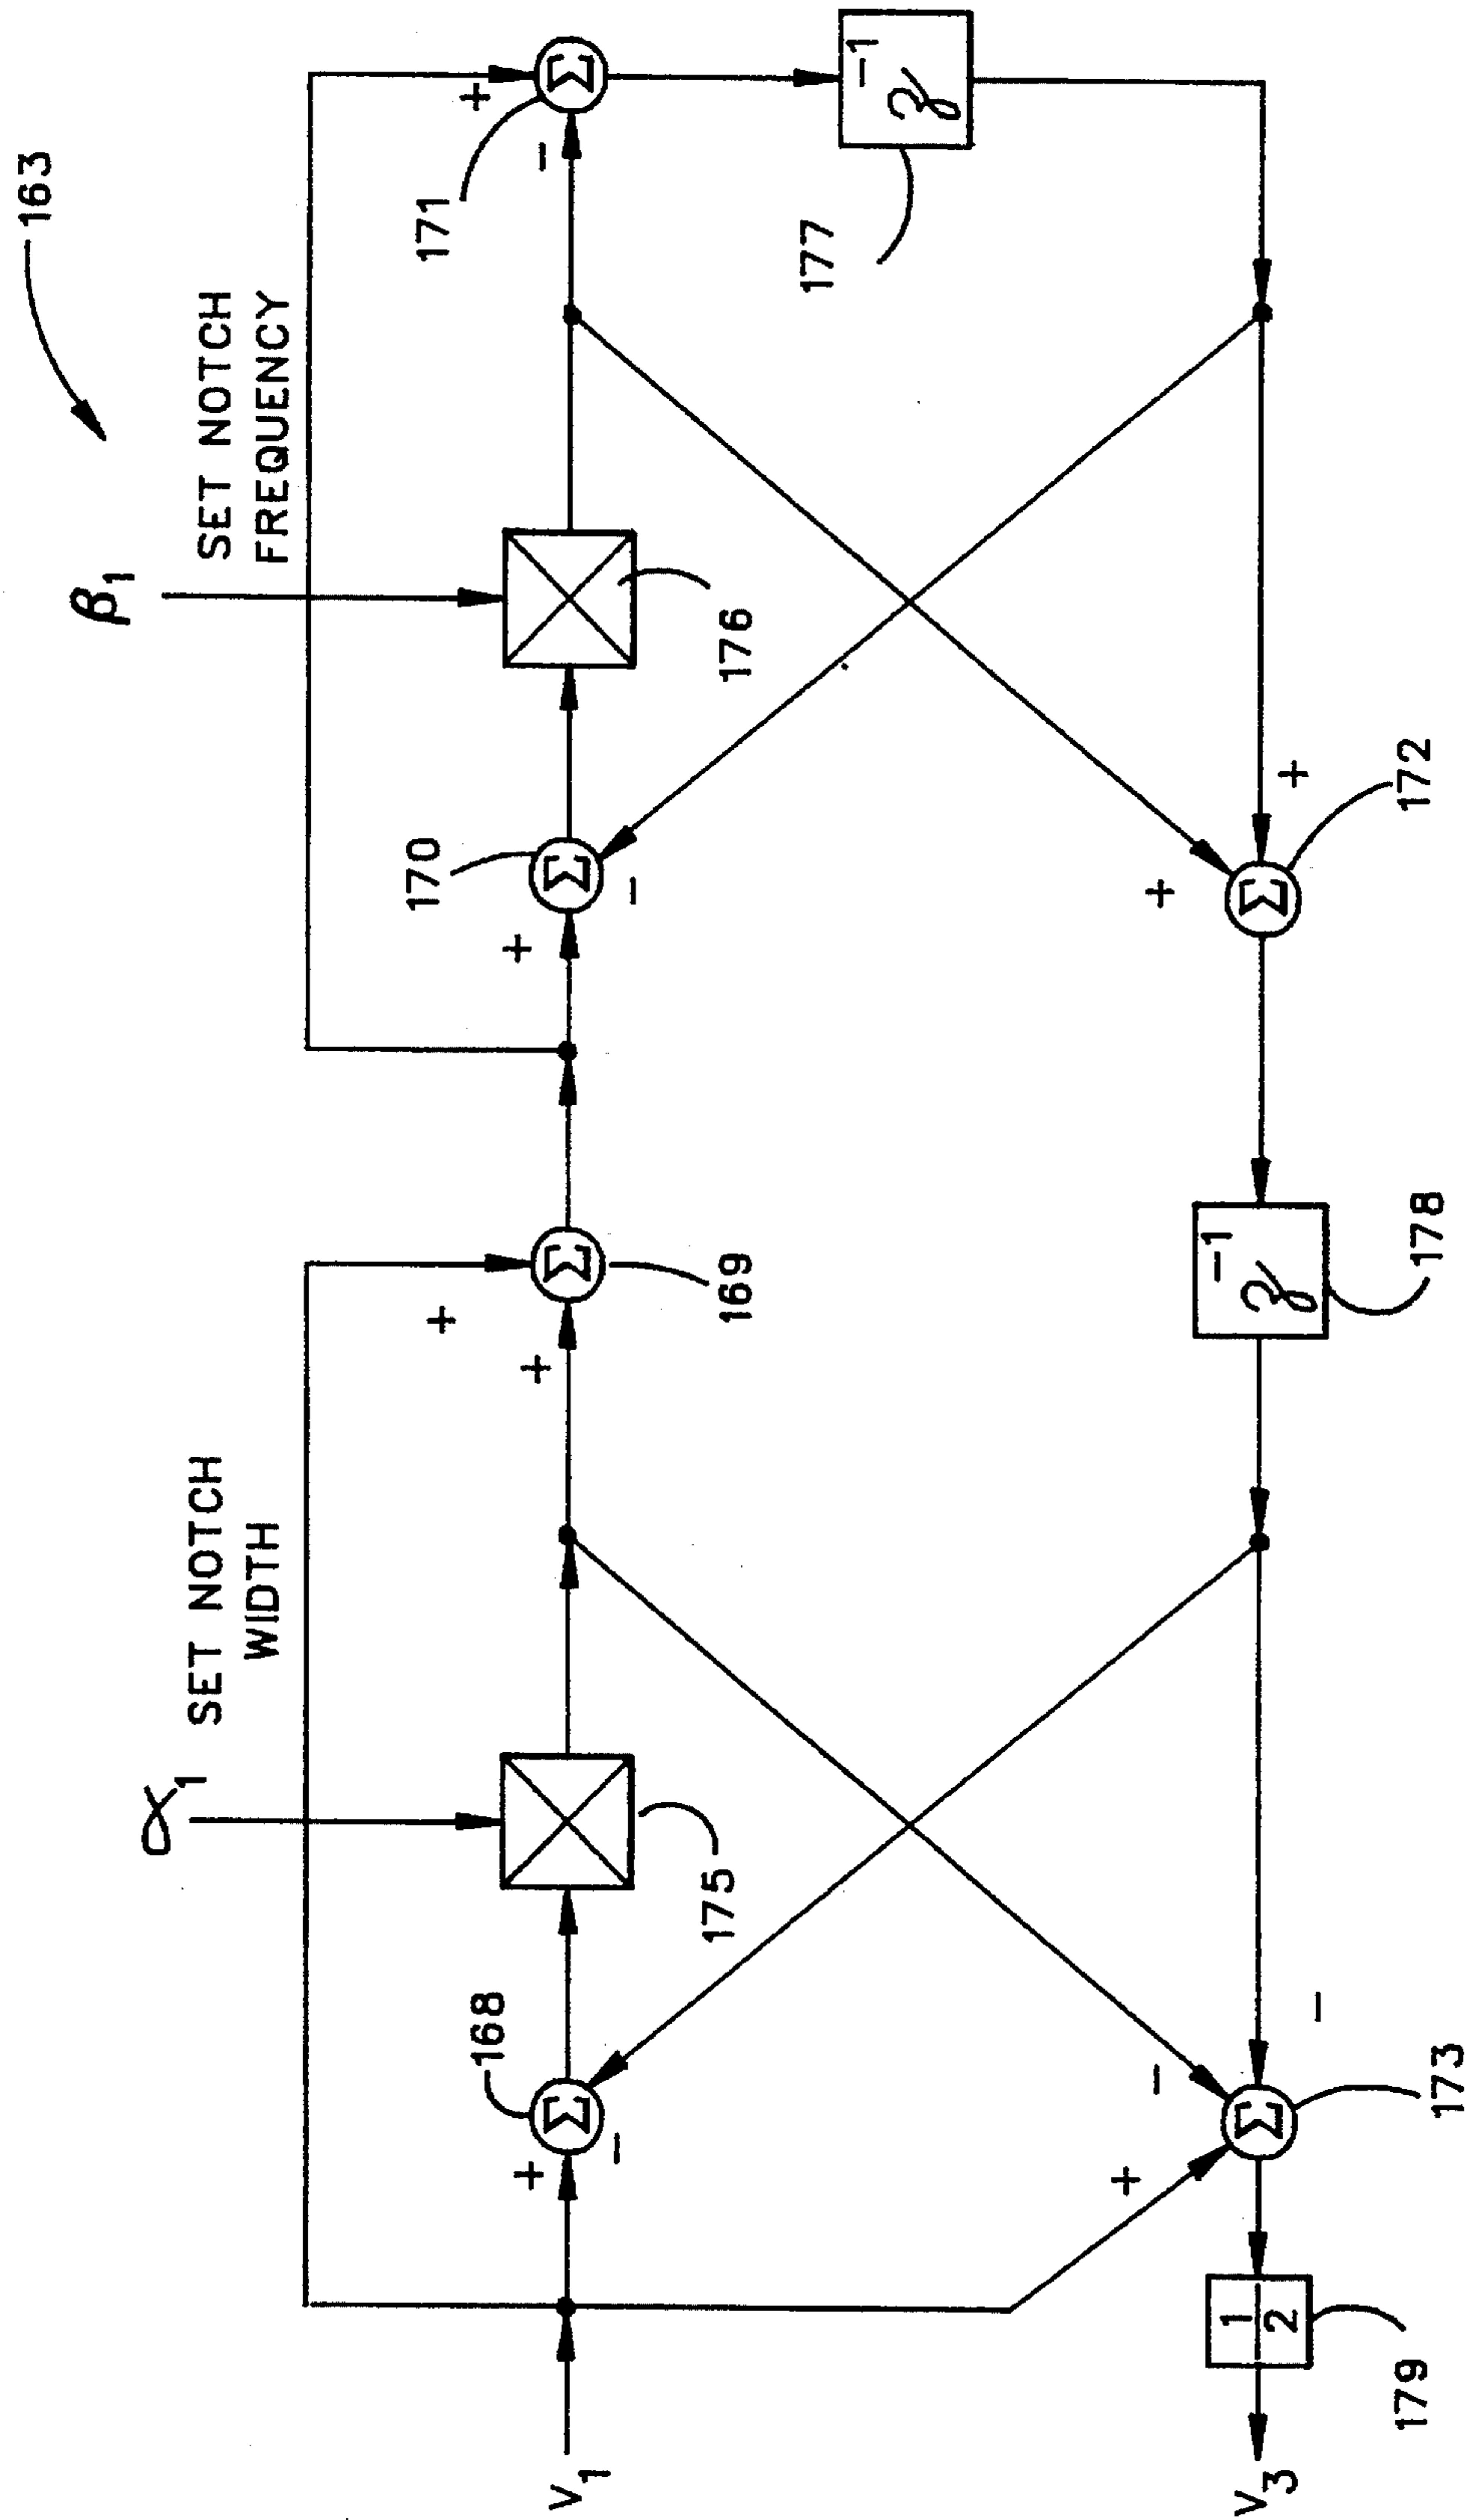 163
β1
SET NOTCH
FREQUENCY
α1
SET NOTCH
WIDTH
+
Σ
171
−
170
Σ
+
−
176
169
Σ
+
+
168
Σ
+
−
175
V1
z−1
177
+
+
Σ
172
z−1
178
−
−
+
Σ
173
1
2
179
V3